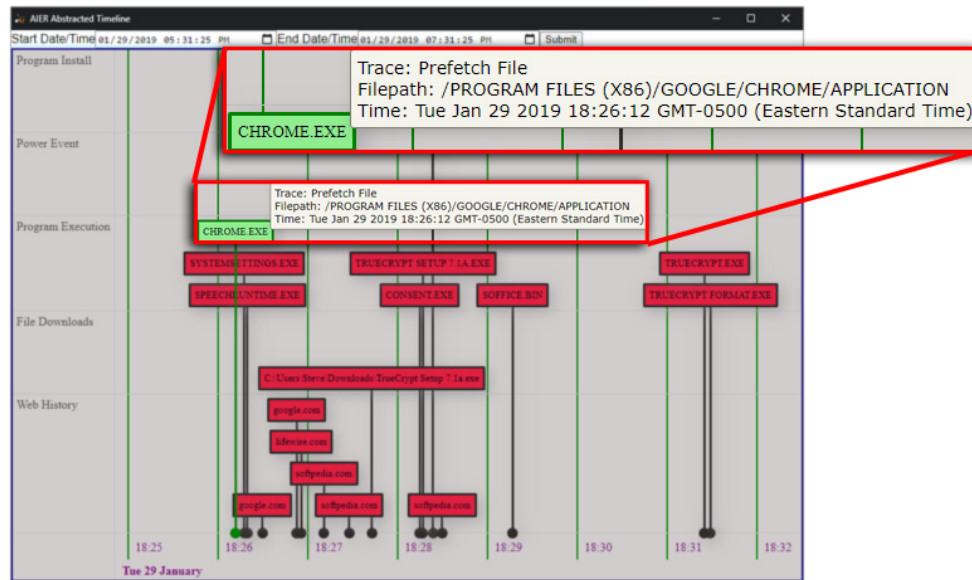 AIER Abstracted Timeline
Start Date/Time 01/29/2019 05:31:25 PM End Date/Time 01/29/2019 07:31:25 PM Submit
Program Install
Trace: Prefetch File
Filepath: /PROGRAM FILES (X86)/GOOGLE/CHROME/APPLICATION
Time: Tue Jan 29 2019 18:26:12 GMT-0500 (Eastern Standard Time)
CHROME.EXE
Power Event
Trace: Prefetch File
Filepath: /PROGRAM FILES (X86)/GOOGLE/CHROME/APPLICATION
Time: Tue Jan 29 2019 18:26:12 GMT-0500 (Eastern Standard Time)
CHROME.EXE
Program Execution
SYSTEMSETTINGS.EXE TRUECRYPT SETUP 7.1A.EXE TRUECRYPT.EXE
SPEECHRUNTIME.EXE CONSENT.EXE SOFFICE.BIN TRUECRYPT FORMAT.EXE
File Downloads
C:/Users/Steve/Downloads/TrueCrypt Setup 7.1a.exe
Web History
google.com
lifewire.com
softpedia.com
google.com softpedia.com softpedia.com
18:25 18:26 18:27 18:28 18:29 18:30 18:31 18:32
Tue 29 January